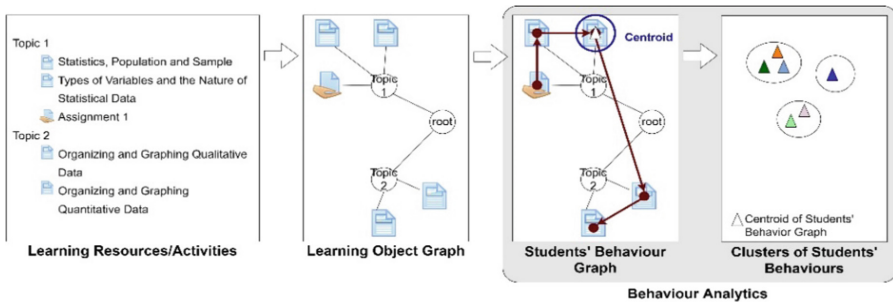 Topic 1
Statistics, Population and Sample
Types of Variables and the Nature of
Statistical Data
Assignment 1
Topic 2
Organizing and Graphing Qualitative
Data
Organizing and Graphing
Quantitative Data
Learning Resources/Activities
Topic
1
root
Topic
2
Learning Object Graph
Centroid
Topic
1
root
Topic
2
Students' Behaviour
Graph
Centroid of Students'
Behavior Graph
Clusters of Students'
Behaviours
Behaviour Analytics